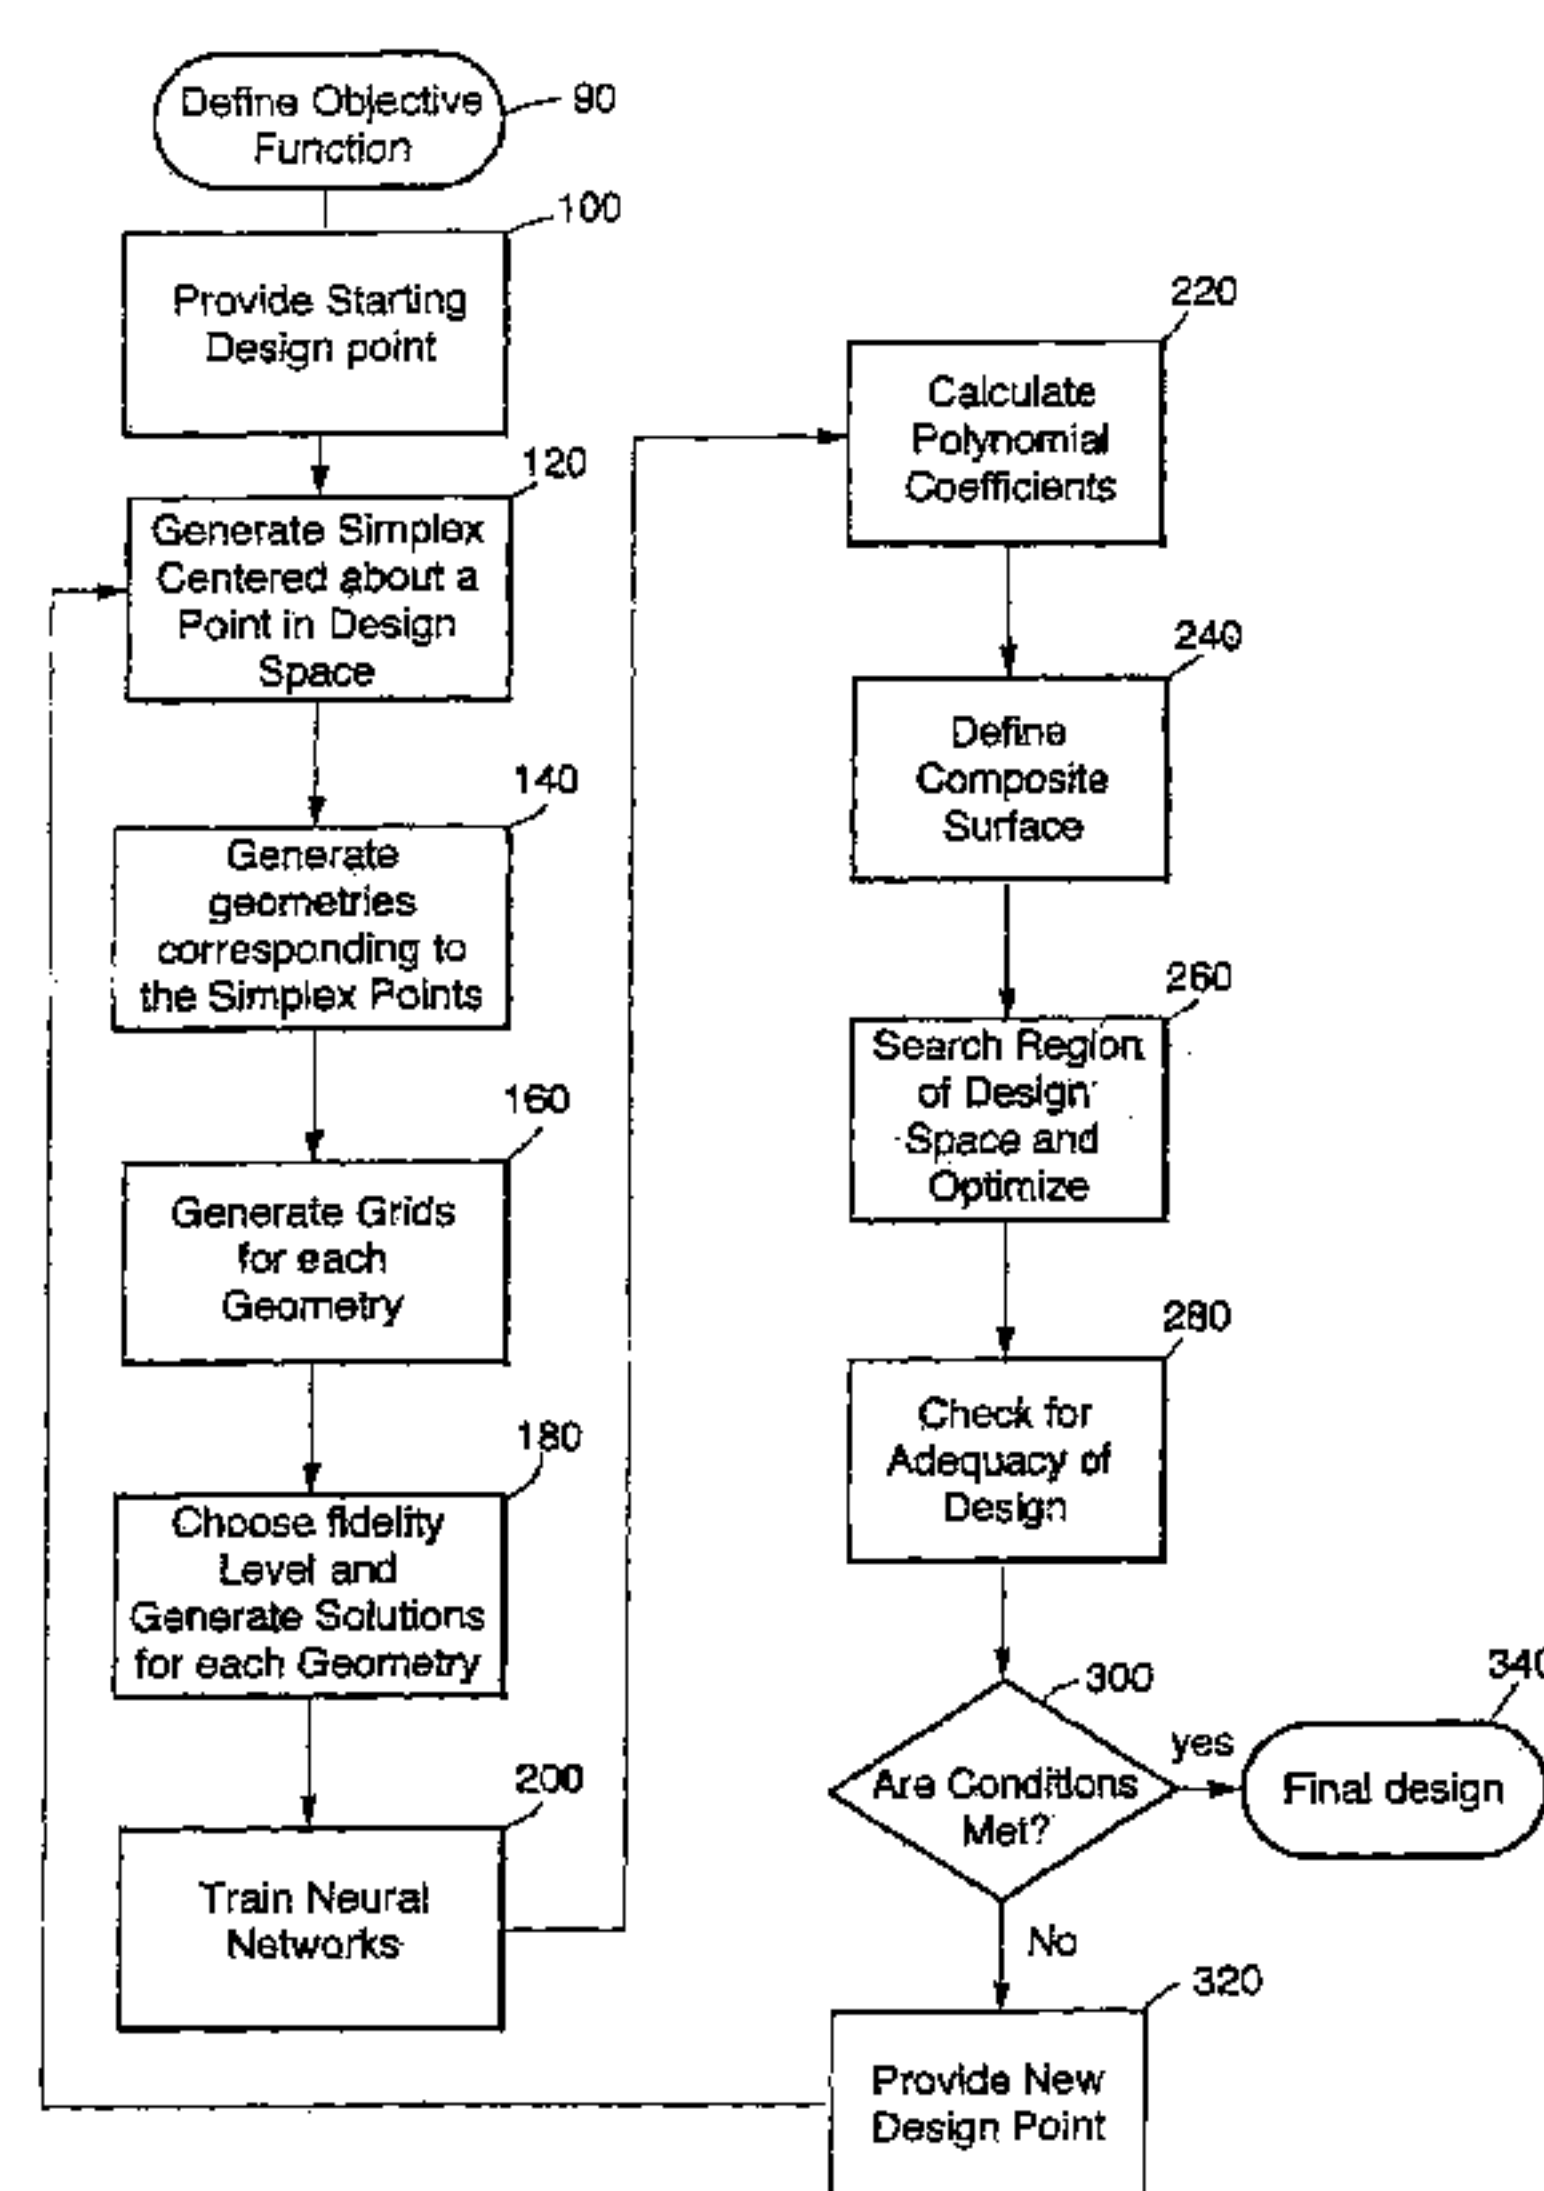 Define Objective
Function
90
100
Provide Starting
Design point
120
Generate Simplex
Centered about a
Point in Design
Space
140
Generate
geometries
corresponding to
the Simplex Points
160
Generate Grids
for each
Geometry
180
Choose fidelity
Level and
Generate Solutions
for each Geometry
200
Train Neural
Networks
220
Calculate
Polynomial
Coefficients
240
Define
Composite
Surface
260
Search Region
of Design
Space and
Optimize
280
Check for
Adequacy of
Design
300
Are Conditions
Met?
yes
340
Final design
No
320
Provide New
Design Point